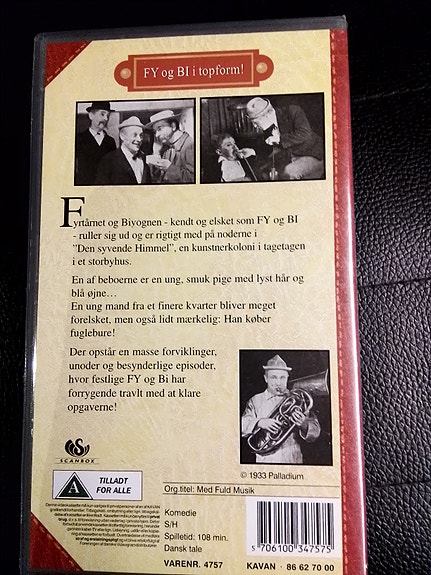 FY og BI i topform!
Fyrtårnet og Bivognen - kendt og elsket som FY og BI
- ruller sig ud og er rigtigt med på noderne i
"Den syvende Himmel", en kunstnerkoloni i tagetagen
i et storbyhus.
En af beboerne er en ung, smuk pige med lyst hår og
blå øjne...
En ung mand fra et finere kvarter bliver meget
forelsket, men også lidt mærkelig: Han køber
fuglebure!
Der opstår en masse forviklinger,
unoder og besynderlige episoder,
hvor festlige FY og Bi har
forrygende travlt med at klare
opgaverne!
© 1933 Palladium
SCANBOX
A
TILLADT
FOR ALLE
Org.titel: Med Fuld Musik
Komedie
S/H
Spilletid: 108 min.
Dansk tale
VARENR. 4757
5 706100 347575
KAVAN · 86 62 70 00